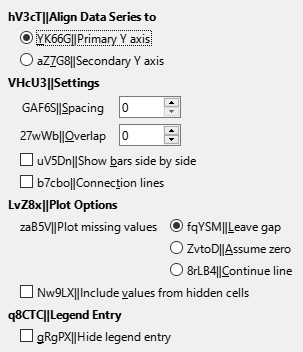 hV3cT||Align Data Series to
YK66G||Primary Y axis
aZ7G8||Secondary Y axis
VHcU3||Settings
GAF6S||Spacing 0
27wWb||Overlap 0
uV5Dn||Show bars side by side
b7cbo||Connection lines
LvZ8x||Plot Options
zaB5V||Plot missing values fqYSM||Leave gap
ZvtoD||Assume zero
8rLB4||Continue line
Nw9LX||Include values from hidden cells
q8CTC||Legend Entry
gRgPX||Hide legend entry